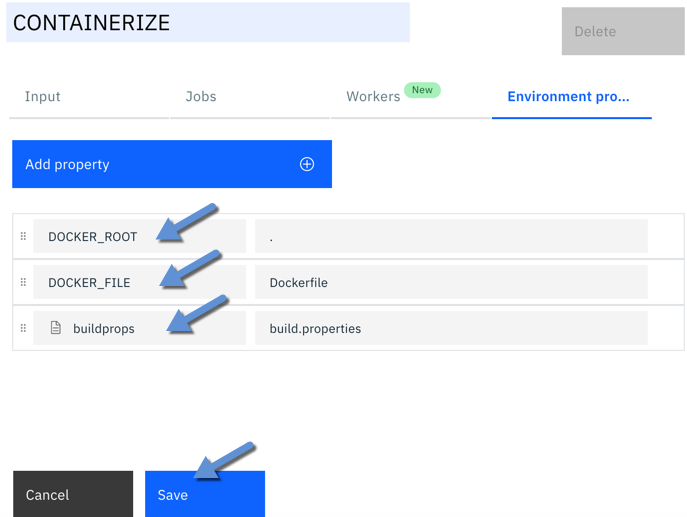 CONTAINERIZE
Delete
Input Jobs Workers New Environment pro...
Add property
DOCKER_ROOT .
DOCKER_FILE Dockerfile
buildprops build.properties
Cancel Save